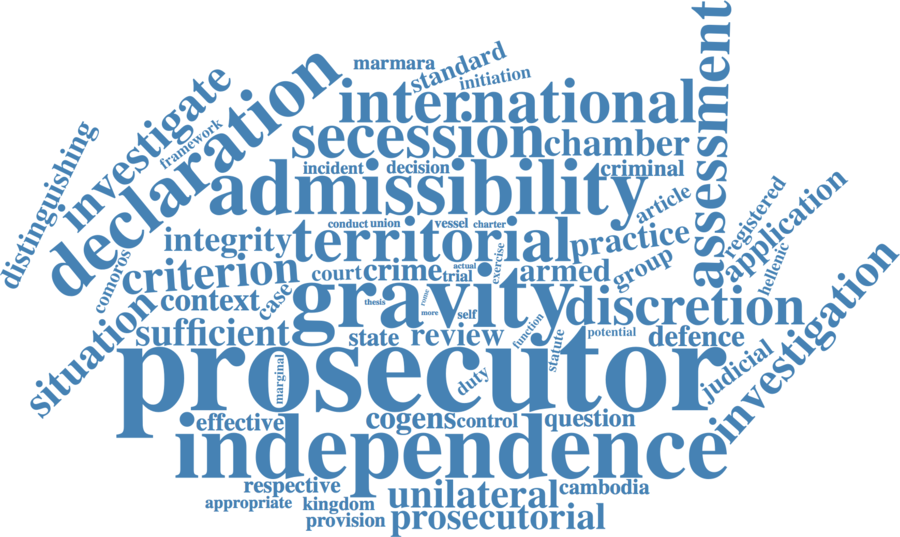 marmara
standard
initiation
international
assessment
investigate
framework
declaration
secession
chamber
distinguishing
incident
decision
criminal
admissibility
article
registered
application
conduct
union
vessel
charter
integrity
territorial
practice
exercise
hellenic
comoros
criterion
court
crime
trial
actual
armed
group
context
case
gravity
thesis
rome
more
self
discretion
situation
sufficient
state
review
function
statute
potential
defence
investigation
prosecutor
marginal
duty
judicial
effective
cogens
control
question
independence
respective
unilateral
cambodia
appropriate
kingdom
provision
prosecutorial